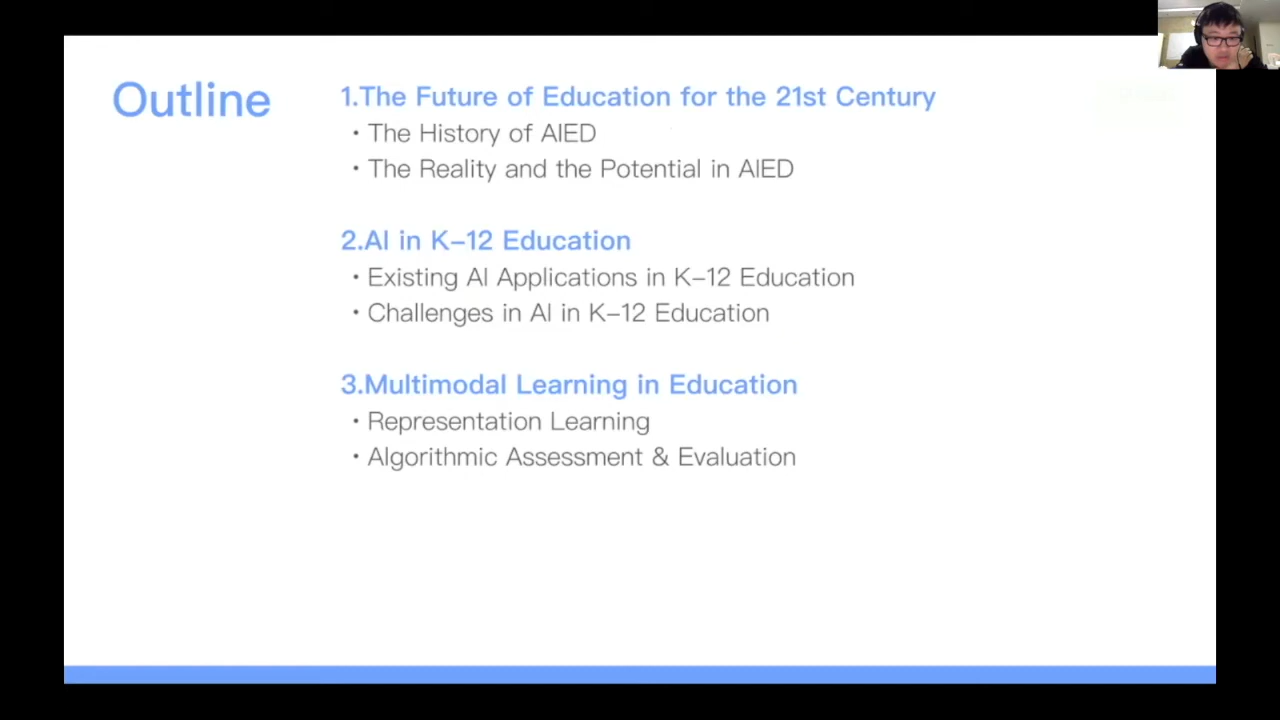 Outline
1.The Future of Education for the 21st Century
• The History of AIED
• The Reality and the Potential in AIED
2.AI in K–12 Education
• Existing AI Applications in K–12 Education
• Challenges in AI in K–12 Education
3.Multimodal Learning in Education
• Representation Learning
• Algorithmic Assessment & Evaluation